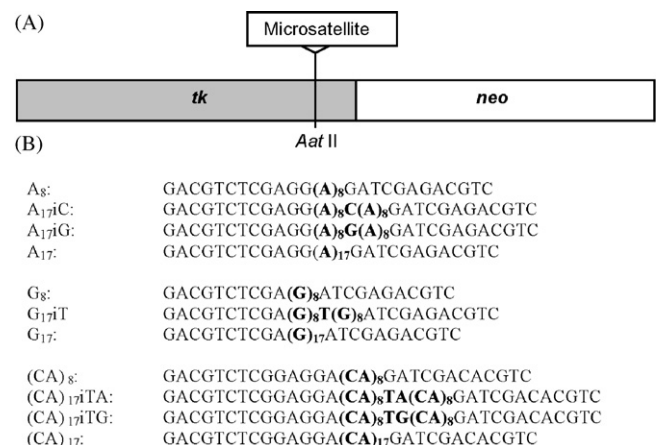 (A)
Microsatellite
tk neo
Aat II
(B)
A₈: GACGTCTCGAGG(A)₈GATCGAGACGTC
A₁₇iC: GACGTCTCGAGG(A)₈C(A)₈GATCGAGACGTC
A₁₇iG: GACGTCTCGAGG(A)₈G(A)₈GATCGAGACGTC
A₁₇: GACGTCTCGAGG(A)₁₇GATCGAGACGTC
G₈: GACGTCTCGA(G)₈ATCGAGACGTC
G₁₇iT GACGTCTCGA(G)₈T(G)₈ATCGAGACGTC
G₁₇: GACGTCTCGA(G)₁₇ATCGAGACGTC
(CA)₈: GACGTCTCGGAGGA(CA)₈GATCGACACGTC
(CA)₁₇iTA: GACGTCTCGGAGGA(CA)₈TA(CA)₈GATCGACACGTC
(CA)₁₇iTG: GACGTCTCGGAGGA(CA)₈TG(CA)₈GATCGACACGTC
(CA)₁₇: GACGTCTCGGAGGA(CA)₁₇GATCGACACGTC